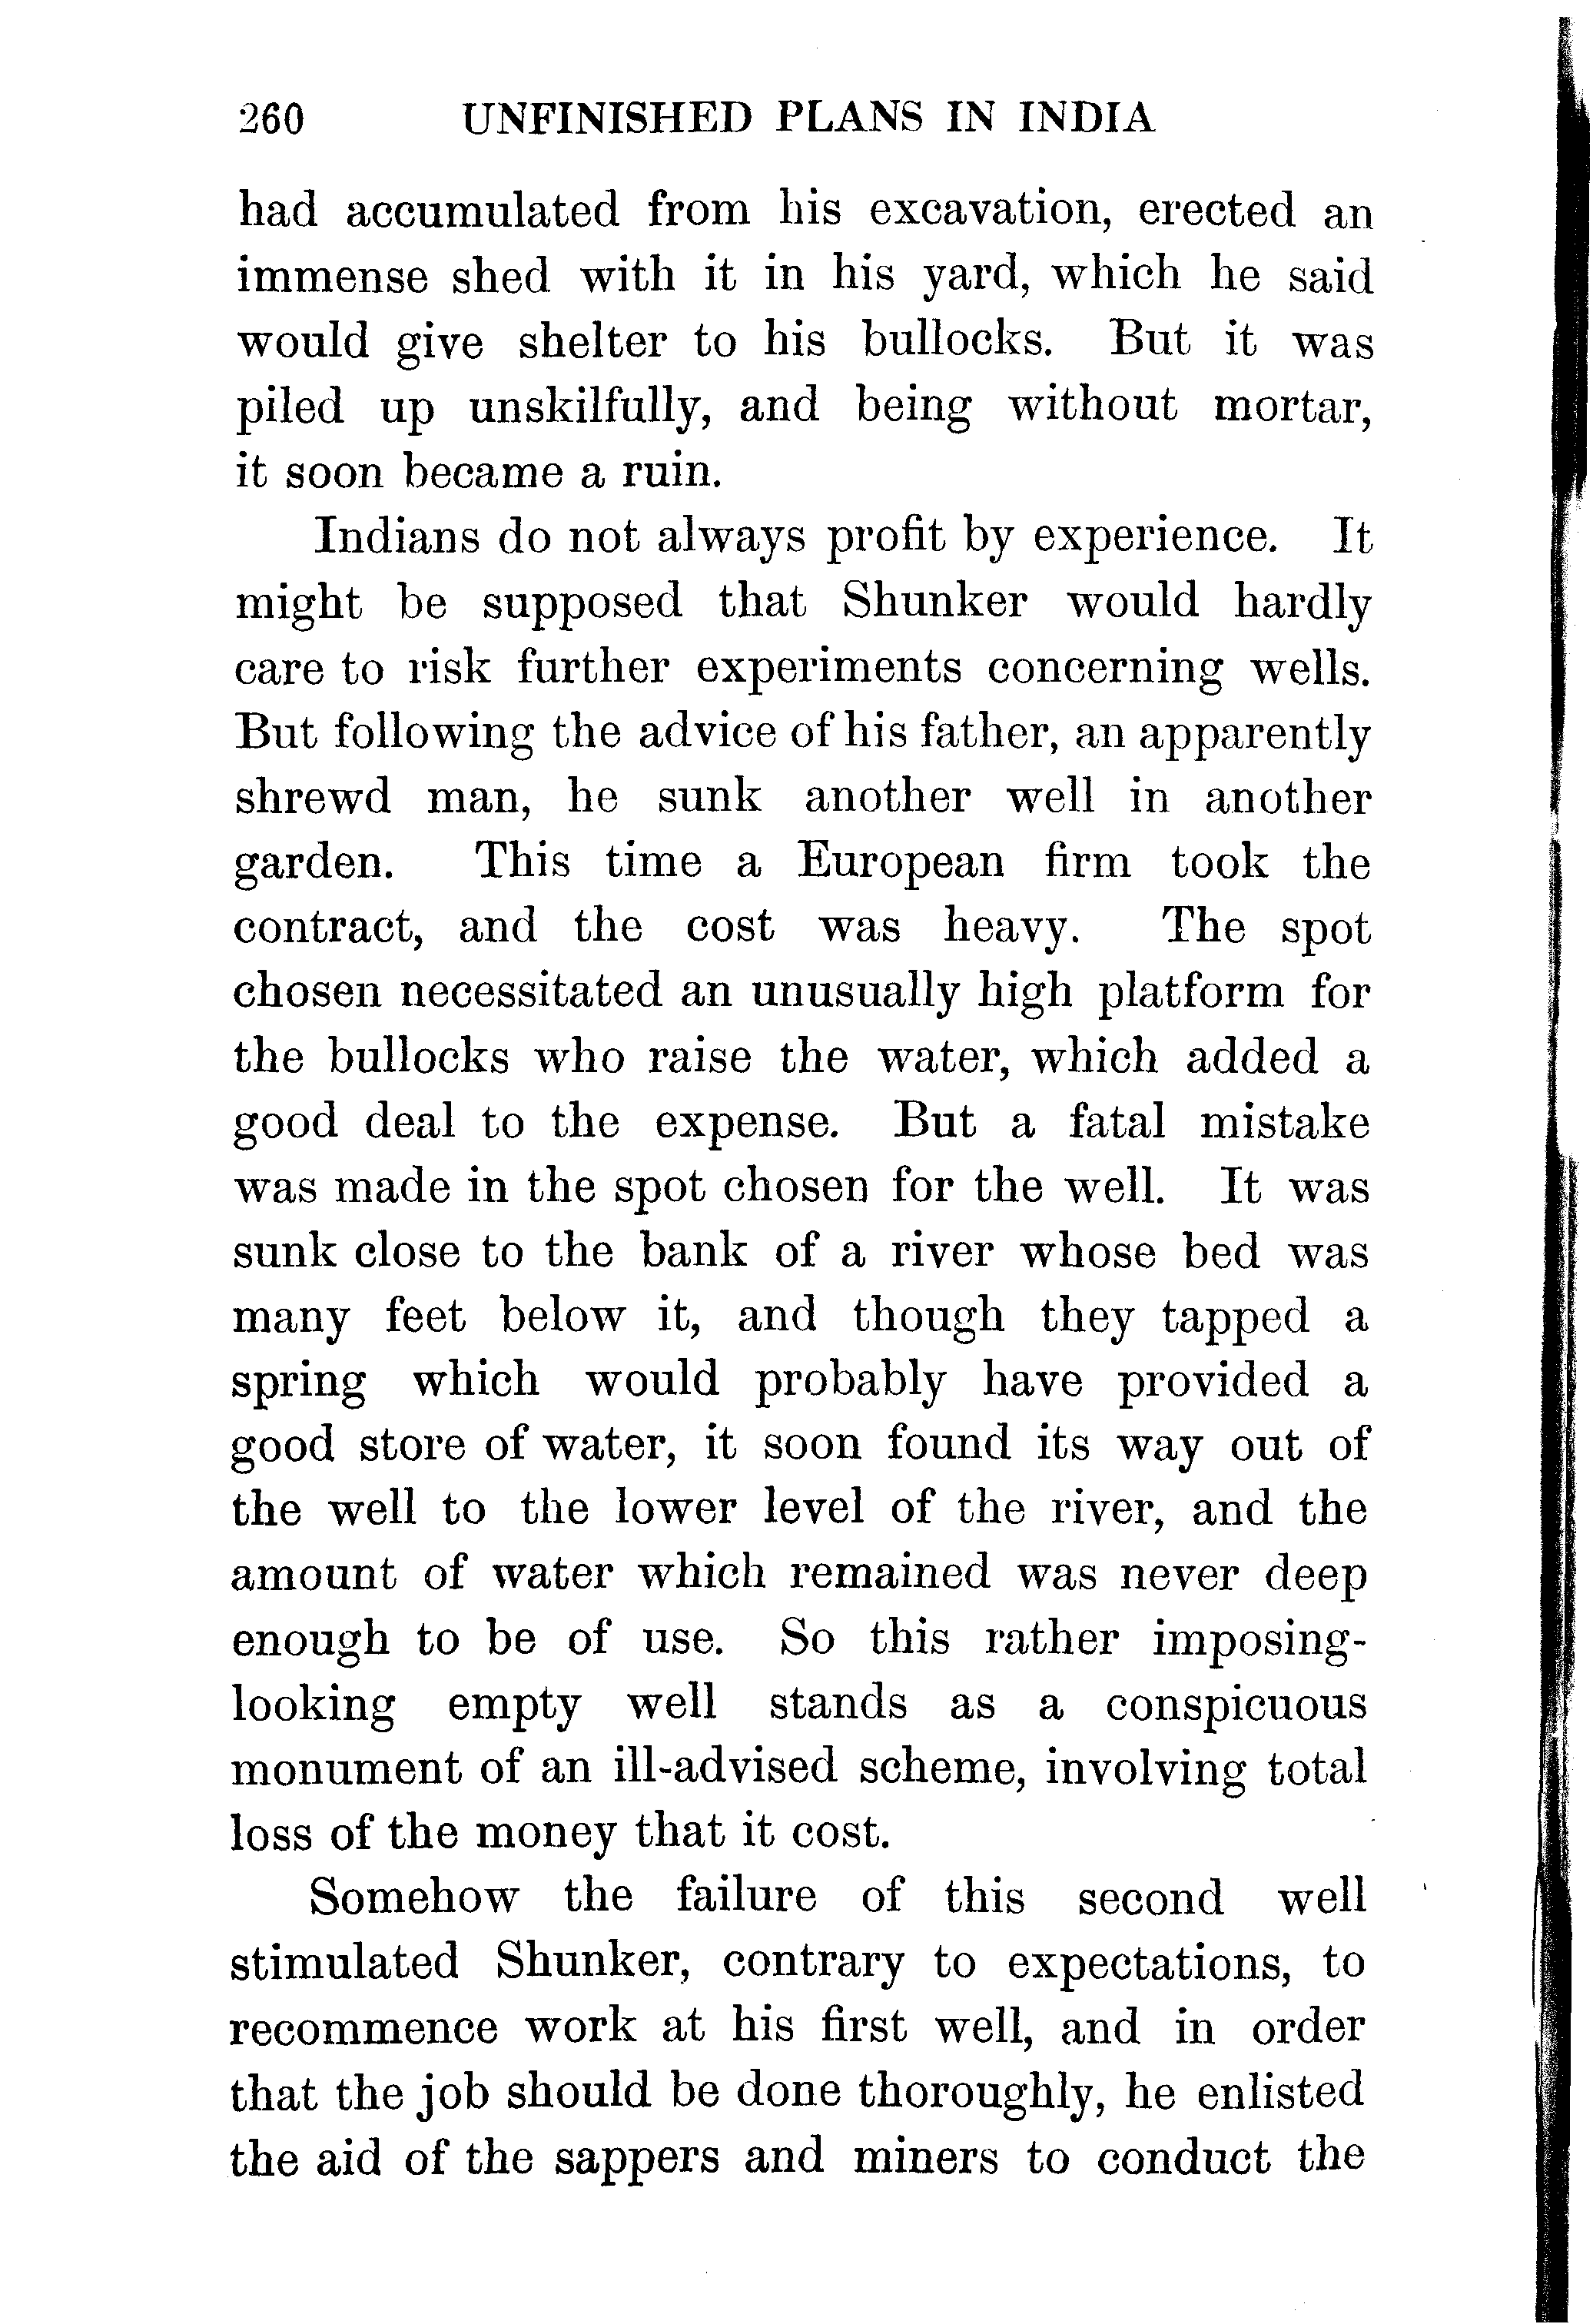 260 UNFINISHED PLANS IN INDIA
had accumulated from his excavation, erected an
immense shed with it in his yard, which he said
would give shelter to his bullocks. But it was
piled up unskilfully, and being without mortar,
it soon became a ruin.
Indians do not always profit by experience. It
might be supposed that Shunker would hardly
care to risk further experiments concerning wells.
But following the advice of his father, an apparently
shrewd man, he sunk another well in another
garden. This time a European firm took the
contract, and the cost was heavy. The spot
chosen necessitated an unusually high platform for
the bullocks who raise the water, which added a
good deal to the expense. But a fatal mistake
was made in the spot chosen for the well. It was
sunk close to the bank of a river whose bed was
many feet below it, and though they tapped a
spring which would probably have provided a
good store of water, it soon found its way out of
the well to the lower level of the river, and the
amount of water which remained was never deep
enough to be of use. So this rather imposing-
looking empty well stands as a conspicuous
monument of an ill-advised scheme, involving total
loss of the money that it cost.
Somehow the failure of this second well
stimulated Shunker, contrary to expectations, to
recommence work at his first well, and in order
that the job should be done thoroughly, he enlisted
the aid of the sappers and miners to conduct the